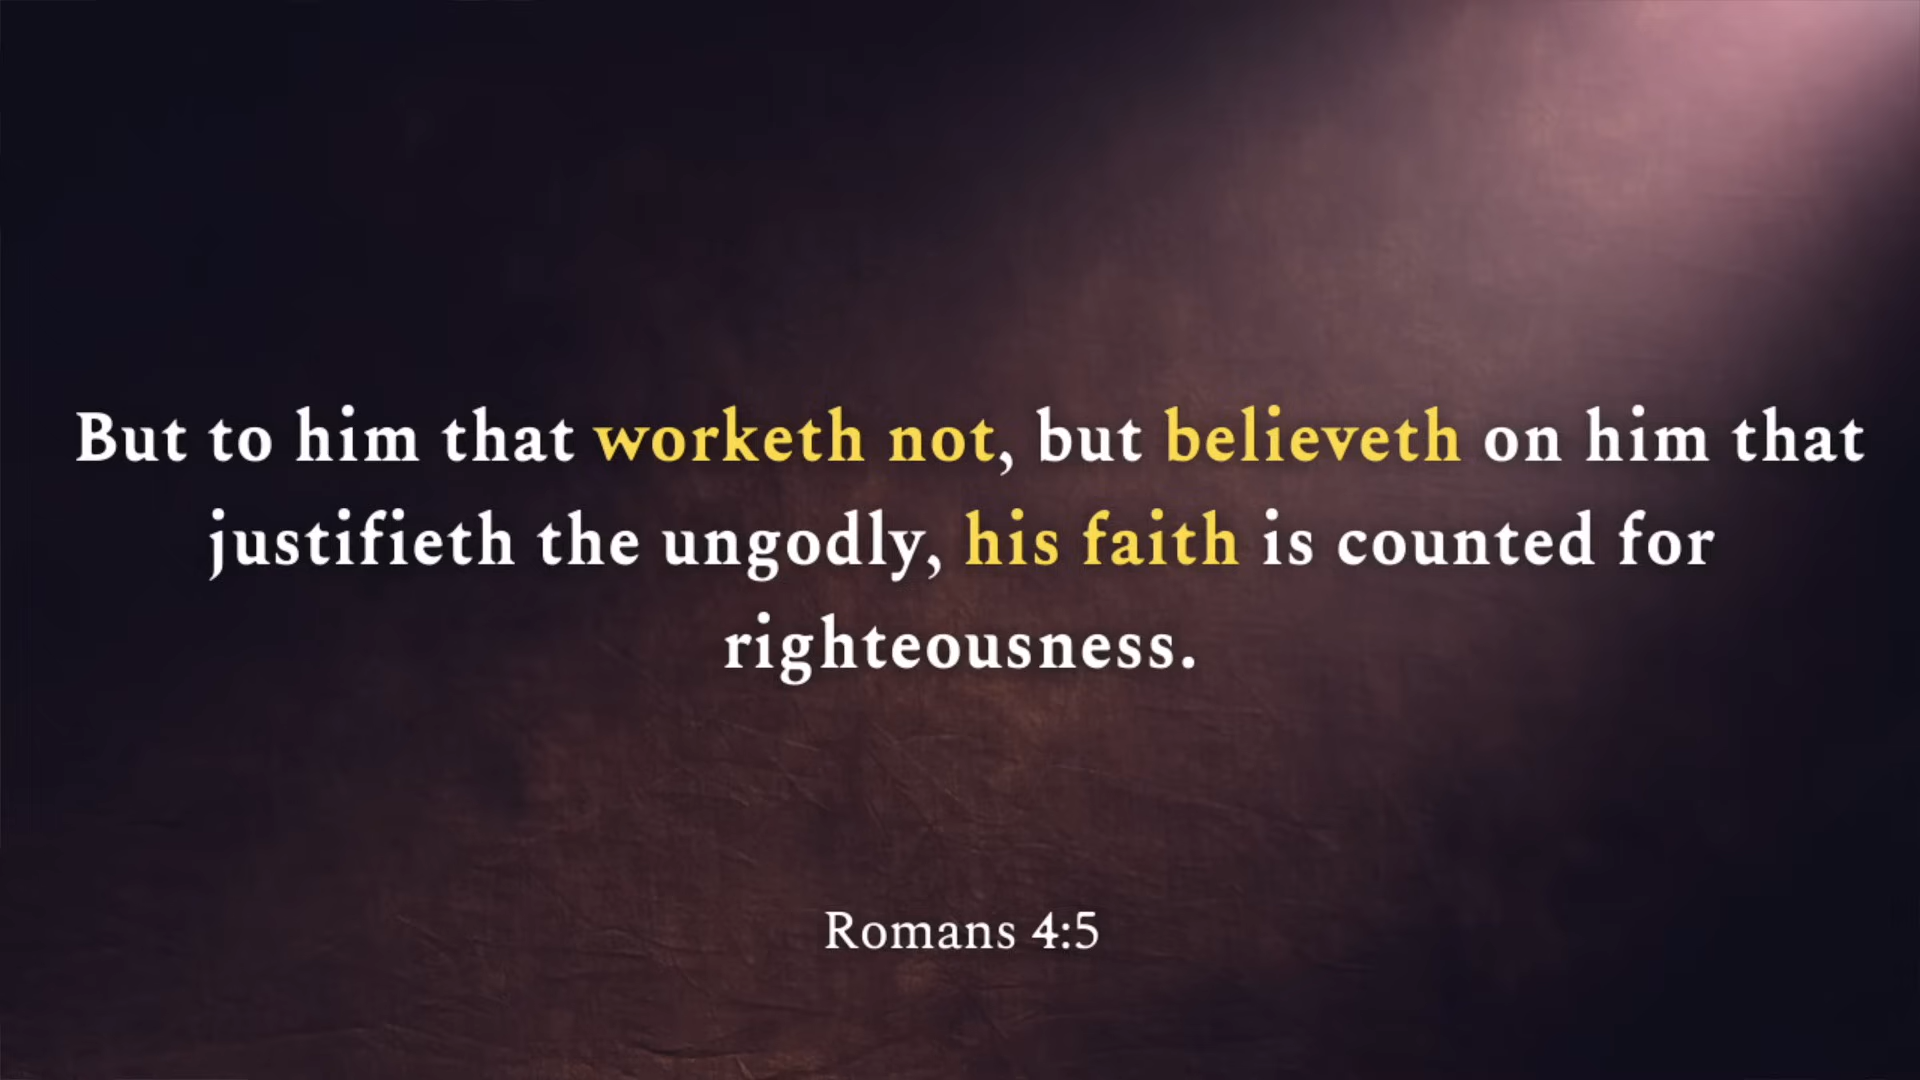 But to him that worketh not, but believeth on him that
justifieth the ungodly, his faith is counted for
righteousness.
Romans 4:5